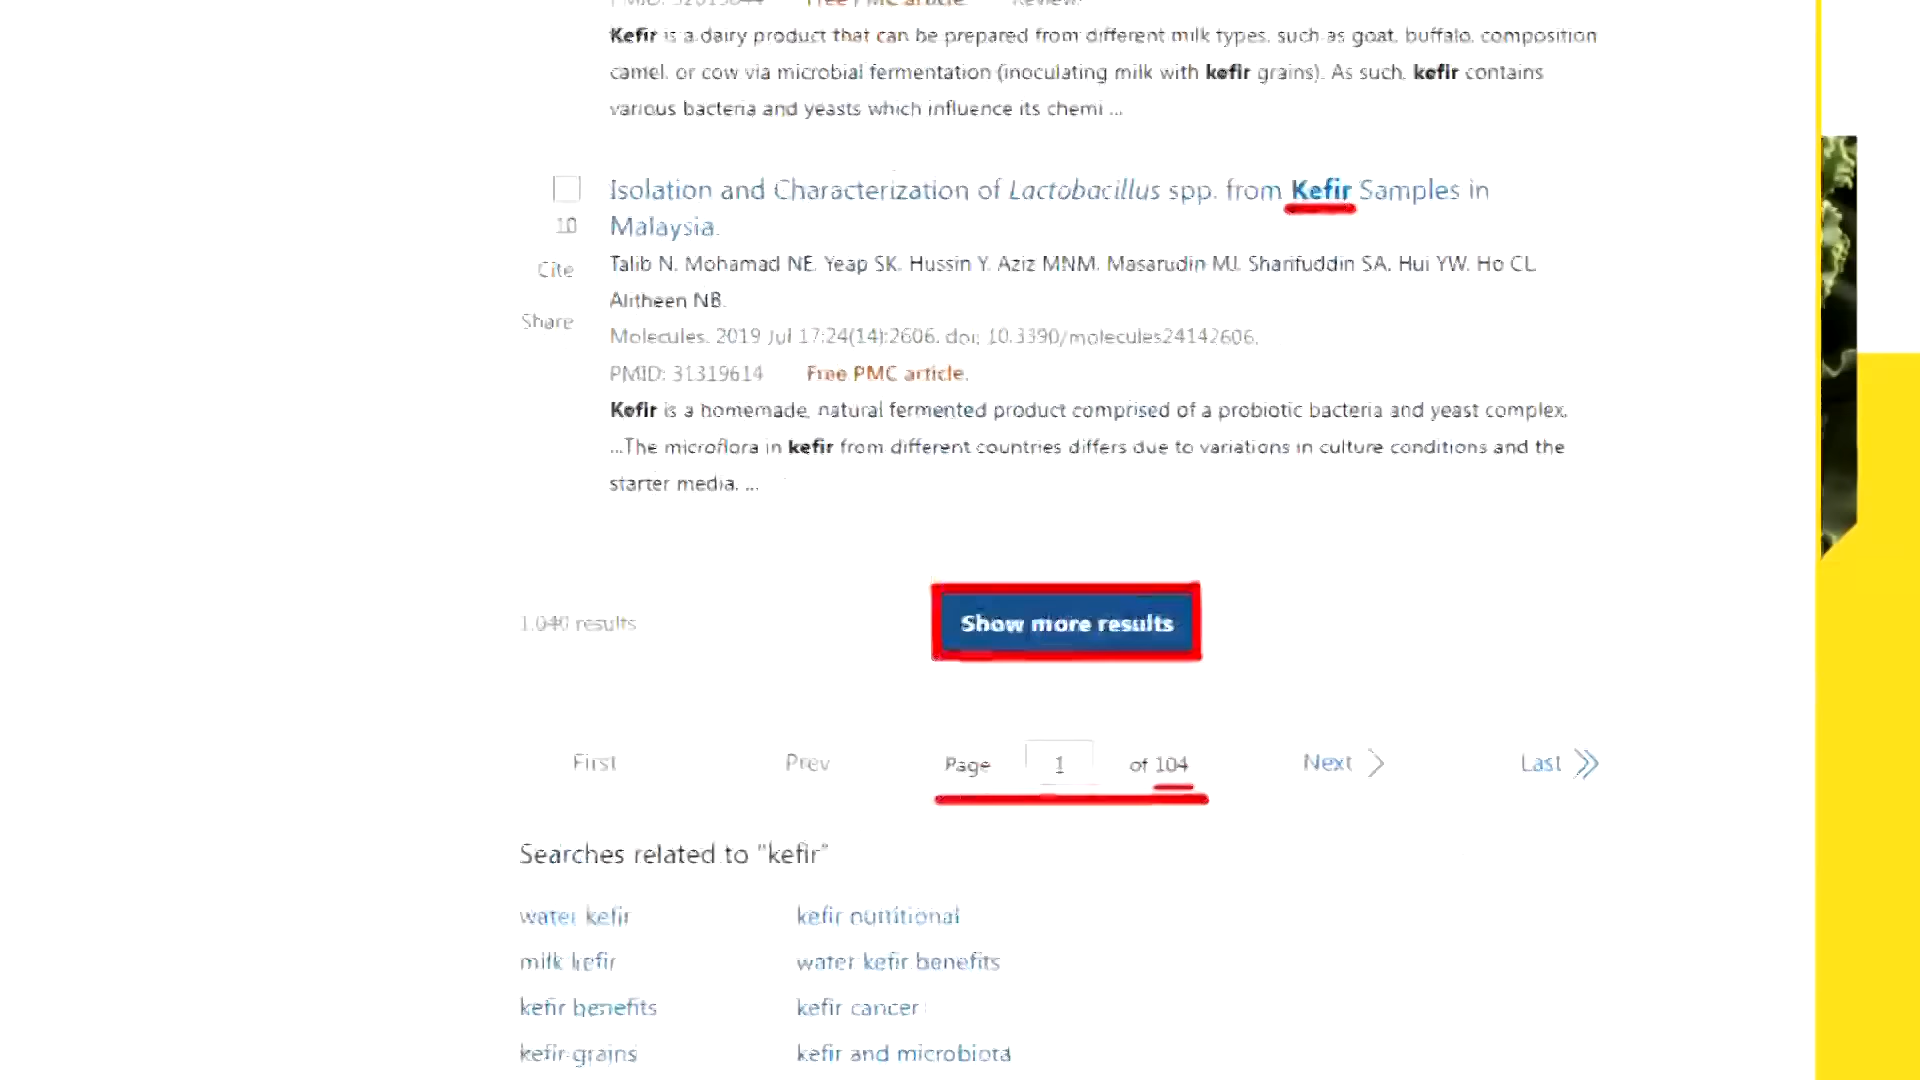 Free PMC article. Review.
Kefir is a dairy product that can be prepared from different milk types, such as goat, buffalo, composition
camel, or cow via microbial fermentation (inoculating milk with kefir grains). As such, kefir contains
various bacteria and yeasts which influence its chemi ...
Isolation and Characterization of Lactobacillus spp. from Kefir Samples in
Malaysia.
10
Cite
Share
Talib N, Mohamad NE, Yeap SK, Hussin Y, Aziz MNM, Masarudin MJ, Sharifuddin SA, Hui YW, Ho CL,
Alitheen NB.
Molecules. 2019 Jul 17;24(14):2606. doi: 10.3390/molecules24142606.
PMID: 31319614 Free PMC article.
Kefir is a homemade, natural fermented product comprised of a probiotic bacteria and yeast complex.
...The microflora in kefir from different countries differs due to variations in culture conditions and the
starter media. ...
1,040 results
Show more results
First Prev Page 1 of 104 Next Last
Searches related to "kefir"
water kefir kefir nutritional
milk kefir water kefir benefits
kefir benefits kefir cancer
kefir grains kefir and microbiota